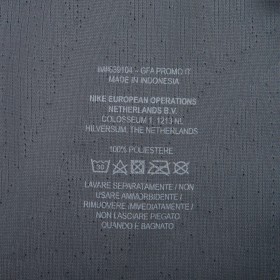 GFA PROMO IT
MADE IN INDONESIA
NIKE EUROPEAN OPERATIONS
NETHERLANDS B.V.
COLOSSEUM 1, 1213 NL
HILVERSUM, THE NETHERLANDS
100% POLIESTERE
30
LAVARE SEPARATAMENTE / NON
USARE AMMORBIDENTE /
RIMUOVERE IMMEDIATAMENTE /
NON LASCIARE PIEGATO
QUANDO E BAGNATO